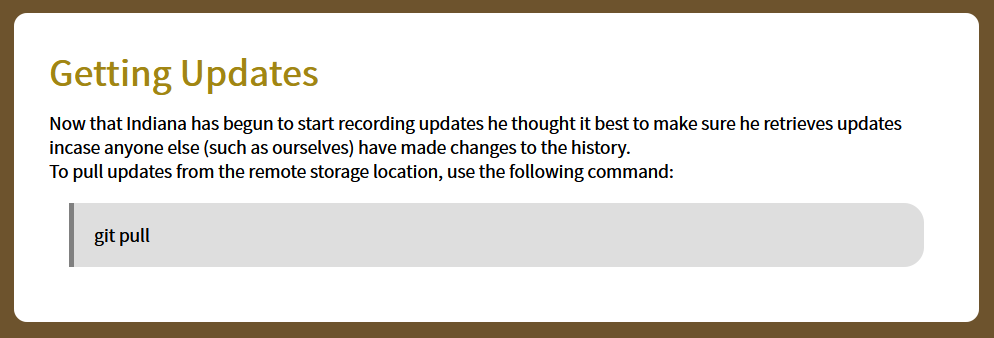 Getting Updates
Now that Indiana has begun to start recording updates he thought it best to make sure he retrieves updates
incase anyone else (such as ourselves) have made changes to the history.
To pull updates from the remote storage location, use the following command:
git pull